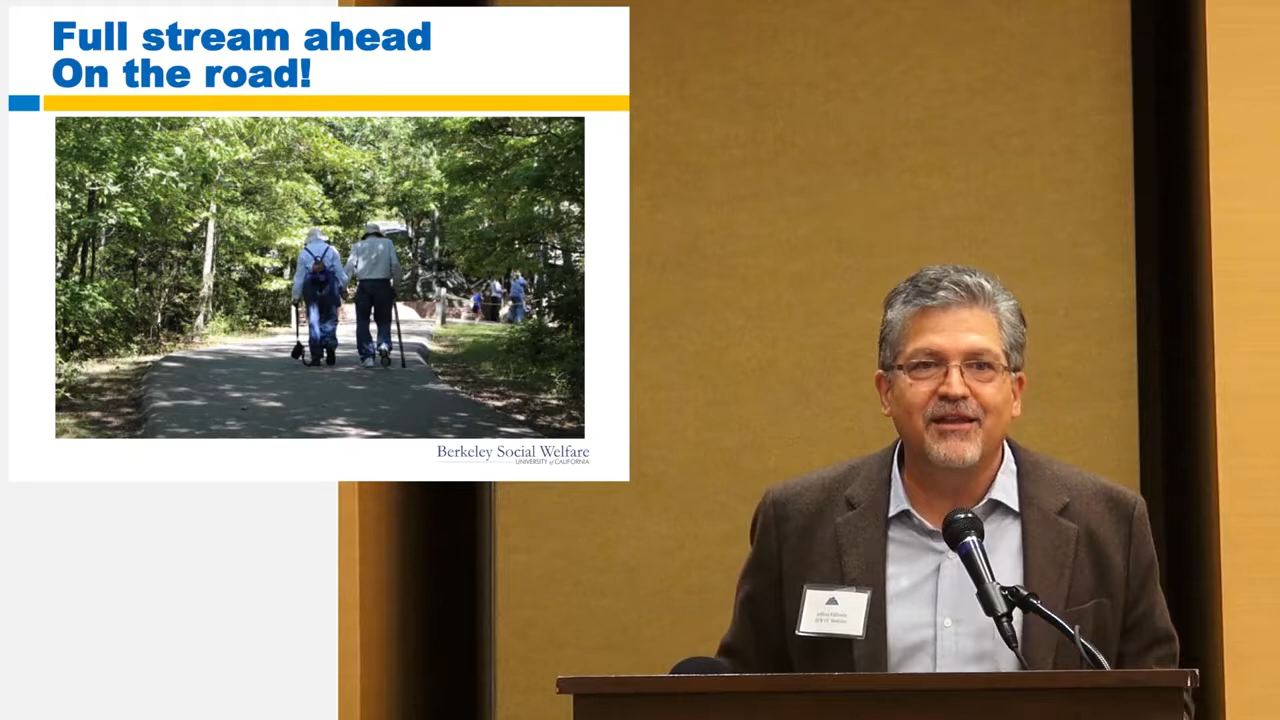 Full stream ahead
On the road!
Berkeley Social Welfare
UNIVERSITY of CALIFORNIA